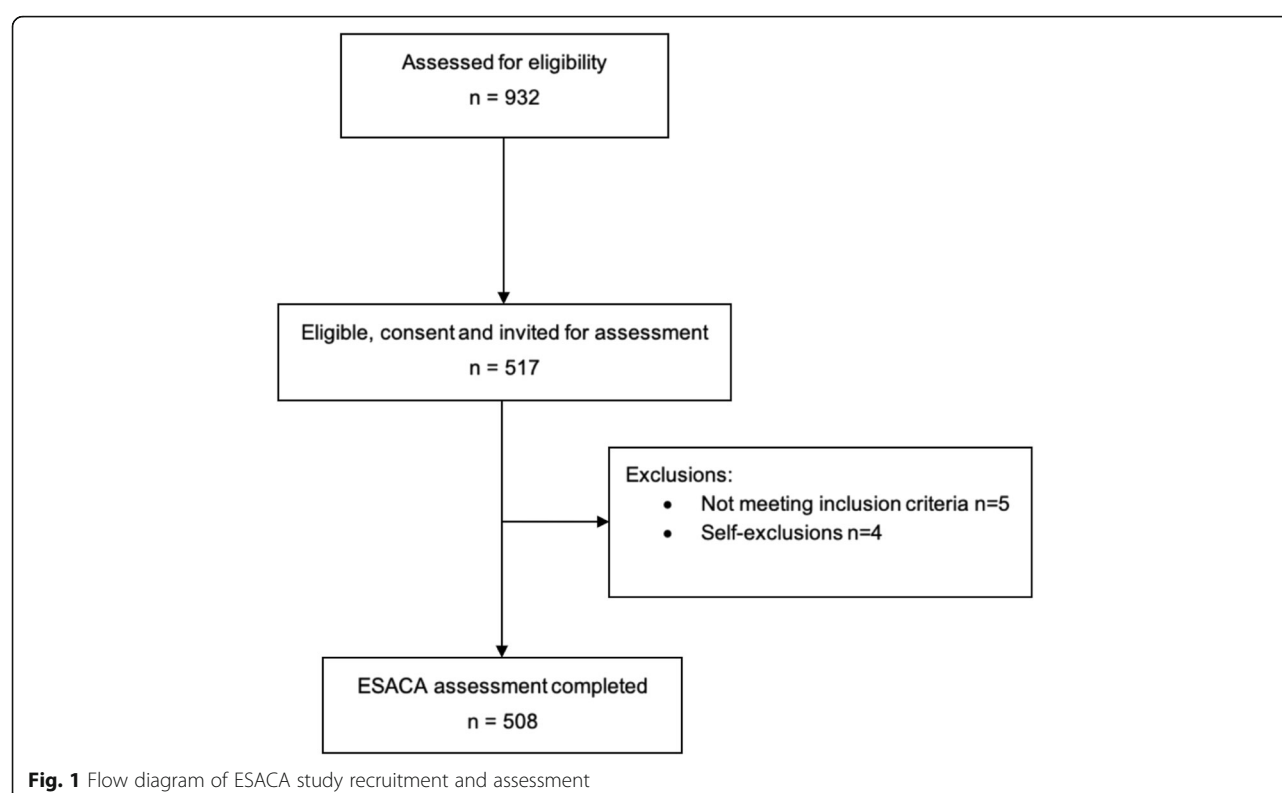 Assessed for eligibility
n = 932
Eligible, consent and invited for assessment
n = 517
Exclusions:
• Not meeting inclusion criteria n=5
• Self-exclusions n=4
ESACA assessment completed
n = 508
Fig. 1 Flow diagram of ESACA study recruitment and assessment